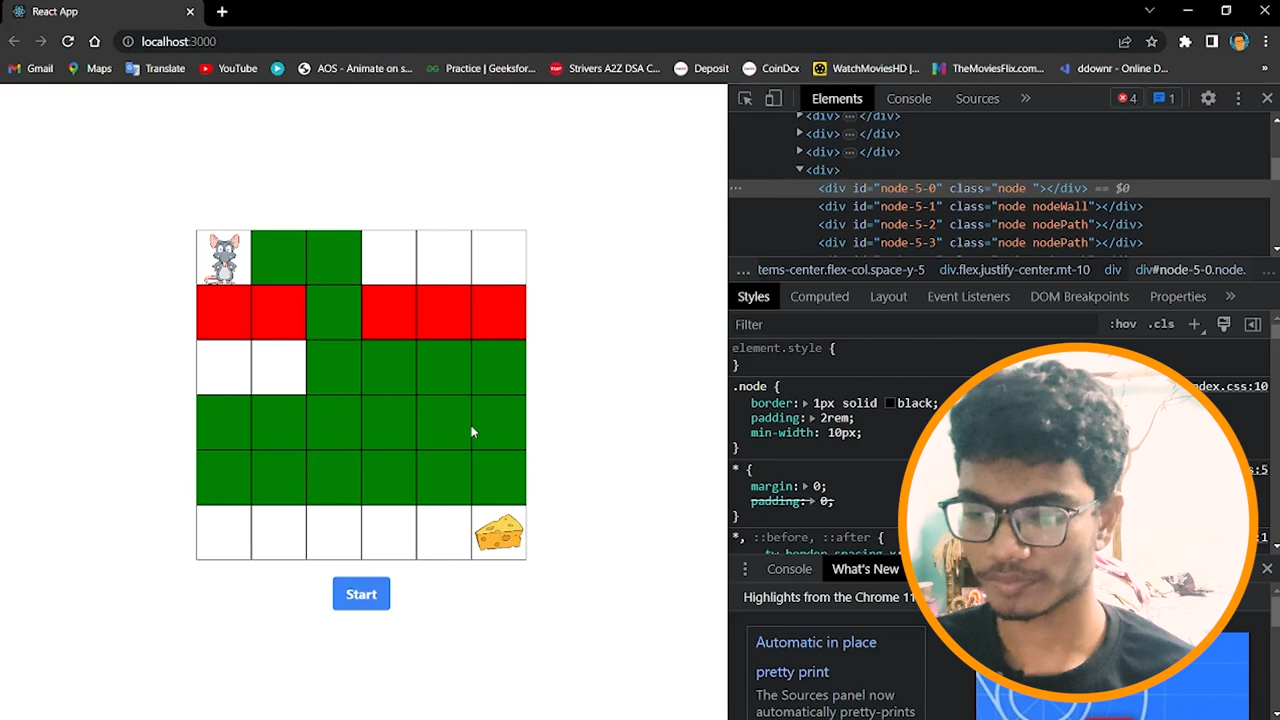 React App
localhost:3000
Gmail Maps Translate YouTube AOS - Animate on s... Practice | Geeksfor... Strivers A2Z DSA C... Deposit CoinDcx WatchMoviesHD |... TheMoviesFlix.com... ddownr - Online D... »
Elements Console Sources » 4 1
<div>…</div>
<div>…</div>
<div>…</div>
<div>
<div id="node-5-0" class="node "></div> == $0
<div id="node-5-1" class="node nodeWall"></div>
<div id="node-5-2" class="node nodePath"></div>
<div id="node-5-3" class="node nodePath"></div>
... tems-center.flex-col.space-y-5 div.flex.justify-center.mt-10 div div#node-5-0.node. ...
Styles Computed Layout Event Listeners DOM Breakpoints Properties »
Filter :hov .cls +
element.style {
}
.node { index.css:10
border: 1px solid black;
padding: 2rem;
min-width: 10px;
}
* {
margin: 0;
padding: 0;
}
*, ::before, ::after {
Start
Console What's New
Highlights from the Chrome 11
Automatic in place
pretty print
The Sources panel now
automatically pretty-prints